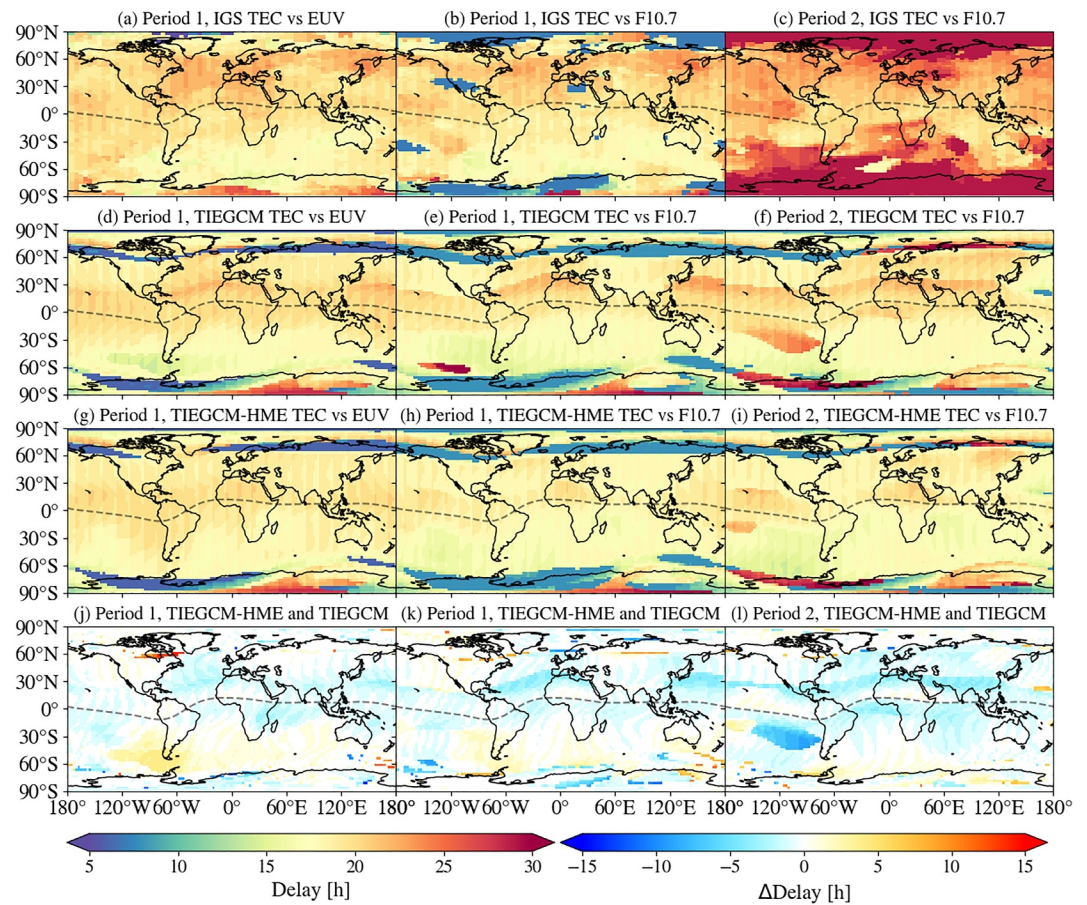 (a) Period 1, IGS TEC vs EUV
(b) Period 1, IGS TEC vs F10.7
(c) Period 2, IGS TEC vs F10.7
90°N
60°N
30°N
0°
30°S
60°S
90°S
(d) Period 1, TIEGCM TEC vs EUV
(e) Period 1, TIEGCM TEC vs F10.7
(f) Period 2, TIEGCM TEC vs F10.7
90°N
60°N
30°N
0°
30°S
60°S
90°S
(g) Period 1, TIEGCM-HME TEC vs EUV
(h) Period 1, TIEGCM-HME TEC vs F10.7
(i) Period 2, TIEGCM-HME TEC vs F10.7
90°N
60°N
30°N
0°
30°S
60°S
90°S
(j) Period 1, TIEGCM-HME and TIEGCM
(k) Period 1, TIEGCM-HME and TIEGCM
(l) Period 2, TIEGCM-HME and TIEGCM
90°N
60°N
30°N
0°
30°S
60°S
90°S
180° 120°W 60°W 0° 60°E 120°E 180° 120°W 60°W 0° 60°E 120°E 180° 120°W 60°W 0° 60°E 120°E 180°
5 10 15 20 25 30
Delay [h]
−15 −10 −5 0 5 10 15
ΔDelay [h]